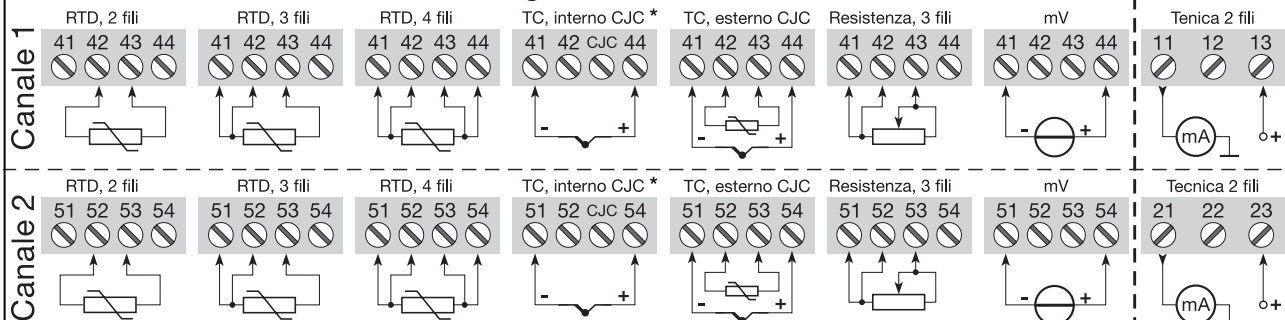 Canale 1
RTD, 2 fili RTD, 3 fili RTD, 4 fili TC, interno CJC * TC, esterno CJC Resistenza, 3 fili mV Tenica 2 fili
41 42 43 44 41 42 43 44 41 42 43 44 41 42 CJC 44 41 42 43 44 41 42 43 44 41 42 43 44 11 12 13
- + - + - + mA +
Canale 2
RTD, 2 fili RTD, 3 fili RTD, 4 fili TC, interno CJC * TC, esterno CJC Resistenza, 3 fili mV Tecnica 2 fili
51 52 53 54 51 52 53 54 51 52 53 54 51 52 CJC 54 51 52 53 54 51 52 53 54 51 52 53 54 21 22 23
- + - + - + mA +